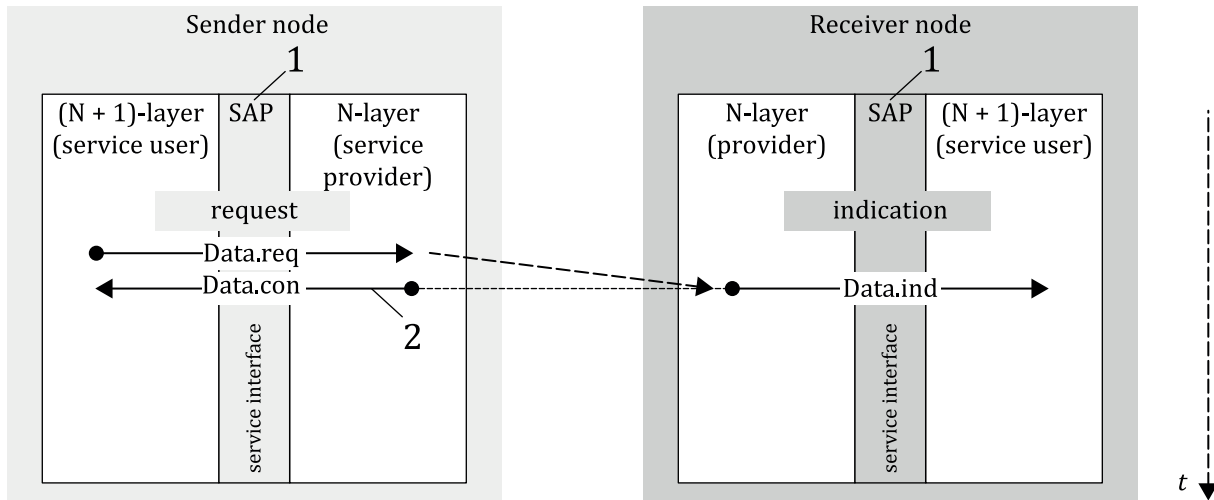 Sender node
1
(N + 1)-layer
(service user)
SAP
N-layer
(service
provider)
request
Data.req
Data.con
2
service interface
Receiver node
1
N-layer
(provider)
SAP
(N + 1)-layer
(service user)
indication
Data.ind
service interface
t